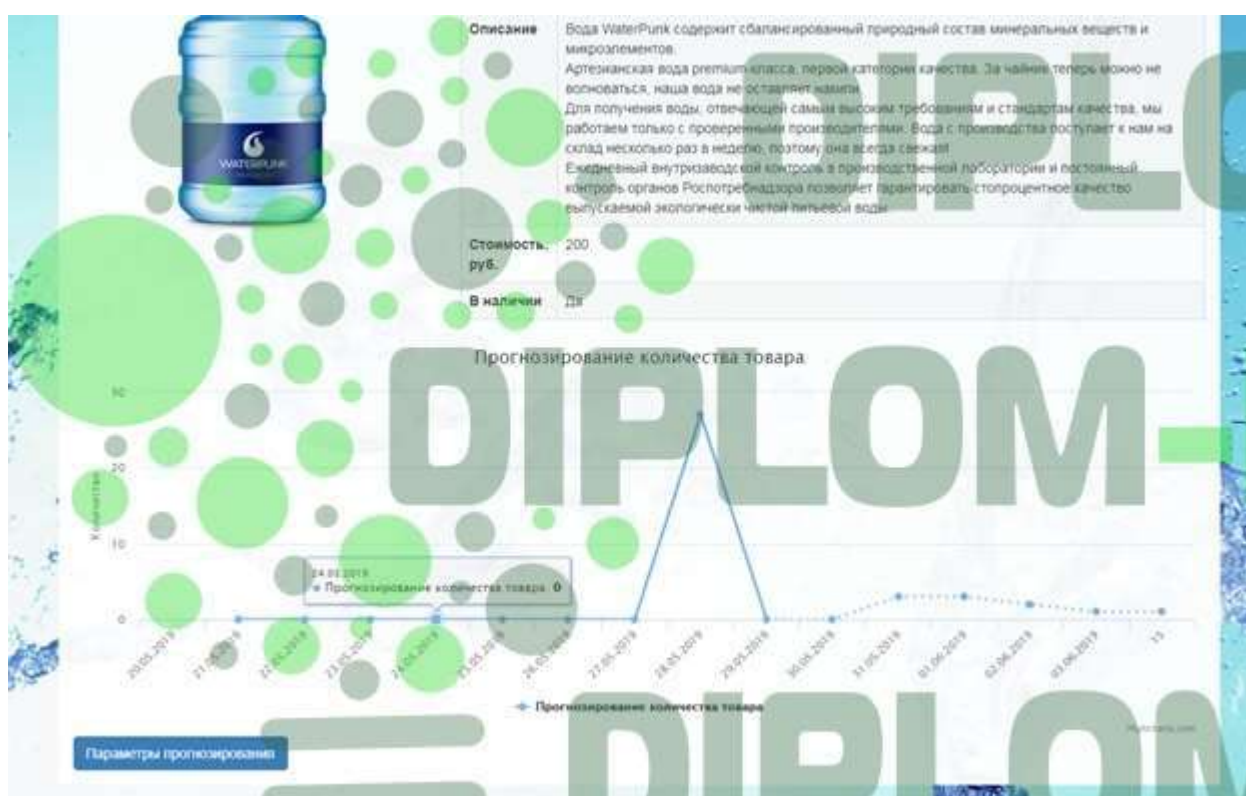 Описание
Вода WaterPunk содержит сбалансированный природный состав минеральных веществ и
микроэлементов.
Артезианская вода premium-класса, первой категории качества. За чайник теперь можно не
волноваться, наша вода не оставляет накипи.
Для получения воды, отвечающей самым высоким требованиям и стандартам качества, мы
работаем только с проверенными производителями. Вода с производства поступает к нам на
склад несколько раз в неделю, поэтому она всегда свежая!
Ежедневный внутризаводской контроль в производственной лаборатории и постоянный
контроль органов Роспотребнадзора позволяет гарантировать стопроцентное качество
выпускаемой экологически чистой питьевой воды.
WATERPUNK
DIPLO
Стоимость, руб.
200
В наличии
Да
Прогнозирование количества товара
DIPLOM-
30
20
10
0
Количество
24.05.2019
Прогнозирование количества товара: 0
20.05.2019
21.05.2019
22.05.2019
23.05.2019
24.05.2019
25.05.2019
26.05.2019
27.05.2019
28.05.2019
29.05.2019
30.05.2019
31.05.2019
01.06.2019
02.06.2019
03.06.2019
15
Прогнозирование количества товара
Highcharts.com
Параметры прогнозирования
DIPLOM